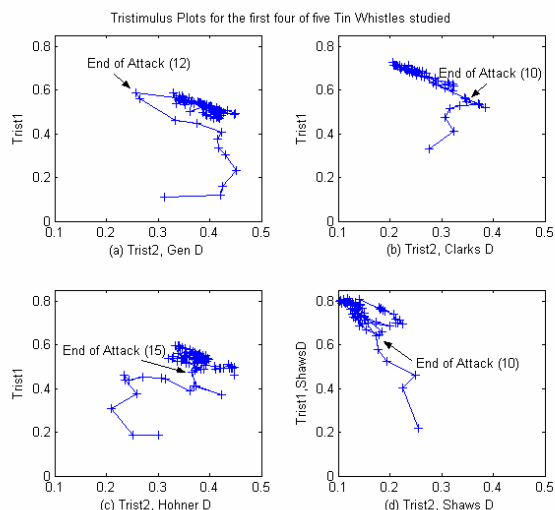 Tristimulus Plots for the first four of five Tin Whistles studied
0.8
0.6
0.4
0.2
0
Trist1
End of Attack (12)
0.1 0.2 0.3 0.4 0.5
(a) Trist2, Gen D
0.8
0.6
0.4
0.2
0
Trist1
End of Attack (10)
0.1 0.2 0.3 0.4 0.5
(b) Trist2, Clarks D
0.8
0.6
0.4
0.2
0
Trist1
End of Attack (15)
0.1 0.2 0.3 0.4 0.5
(c) Trist2, Hohner D
0.8
0.6
0.4
0.2
0
Trist1,ShawsD
End of Attack (10)
0.1 0.2 0.3 0.4 0.5
(d) Trist2, Shaws D